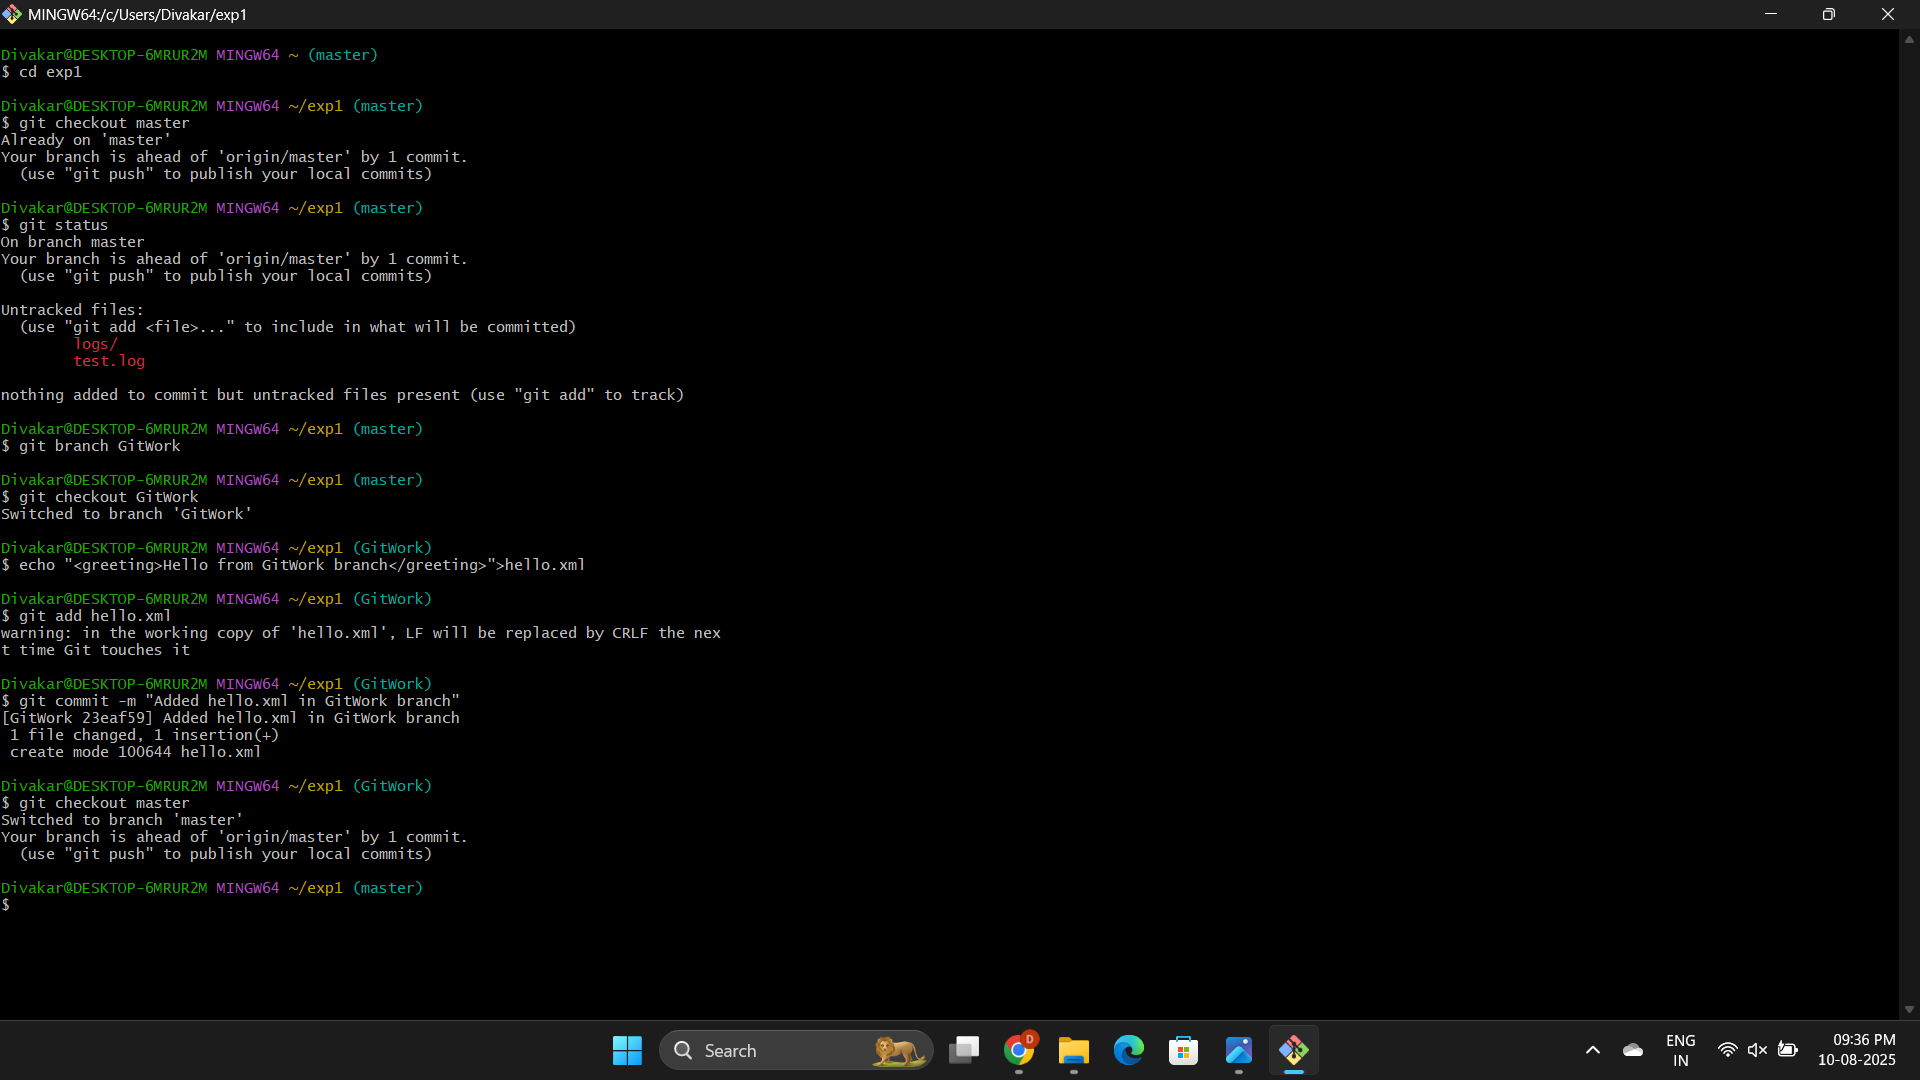 MINGW64:/c/Users/Divakar/exp1
Divakar@DESKTOP-6MRUR2M MINGW64 ~ (master)
$ cd exp1
Divakar@DESKTOP-6MRUR2M MINGW64 ~/exp1 (master)
$ git checkout master
Already on 'master'
Your branch is ahead of 'origin/master' by 1 commit.
  (use "git push" to publish your local commits)
Divakar@DESKTOP-6MRUR2M MINGW64 ~/exp1 (master)
$ git status
On branch master
Your branch is ahead of 'origin/master' by 1 commit.
  (use "git push" to publish your local commits)
Untracked files:
  (use "git add <file>..." to include in what will be committed)
        logs/
        test.log
nothing added to commit but untracked files present (use "git add" to track)
Divakar@DESKTOP-6MRUR2M MINGW64 ~/exp1 (master)
$ git branch GitWork
Divakar@DESKTOP-6MRUR2M MINGW64 ~/exp1 (master)
$ git checkout GitWork
Switched to branch 'GitWork'
Divakar@DESKTOP-6MRUR2M MINGW64 ~/exp1 (GitWork)
$ echo "<greeting>Hello from GitWork branch</greeting>">hello.xml
Divakar@DESKTOP-6MRUR2M MINGW64 ~/exp1 (GitWork)
$ git add hello.xml
warning: in the working copy of 'hello.xml', LF will be replaced by CRLF the nex
t time Git touches it
Divakar@DESKTOP-6MRUR2M MINGW64 ~/exp1 (GitWork)
$ git commit -m "Added hello.xml in GitWork branch"
[GitWork 23eaf59] Added hello.xml in GitWork branch
 1 file changed, 1 insertion(+)
 create mode 100644 hello.xml
Divakar@DESKTOP-6MRUR2M MINGW64 ~/exp1 (GitWork)
$ git checkout master
Switched to branch 'master'
Your branch is ahead of 'origin/master' by 1 commit.
  (use "git push" to publish your local commits)
Divakar@DESKTOP-6MRUR2M MINGW64 ~/exp1 (master)
$
Search
D
ENG
IN
09:36 PM
10-08-2025